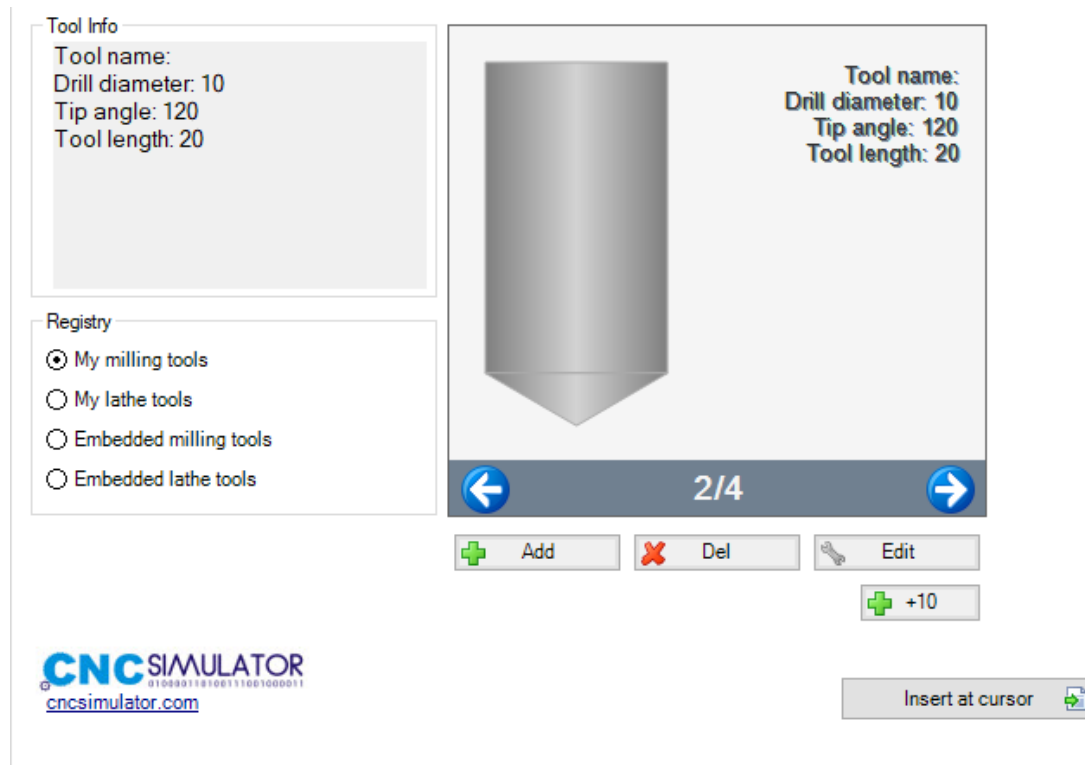 Tool Info
Tool name:
Drill diameter: 10
Tip angle: 120
Tool length: 20
Tool name:
Drill diameter: 10
Tip angle: 120
Tool length: 20
2/4
Registry
My milling tools
My lathe tools
Embedded milling tools
Embedded lathe tools
Add
Del
Edit
+10
CNC SIMULATOR
cncsimulator.com
Insert at cursor